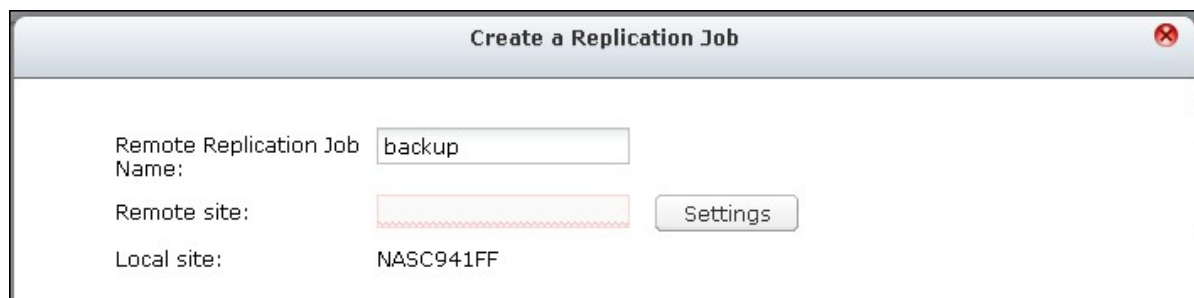 Create a Replication Job
Remote Replication Job backup
Name:
Remote site: Settings
Local site: NASC941FF